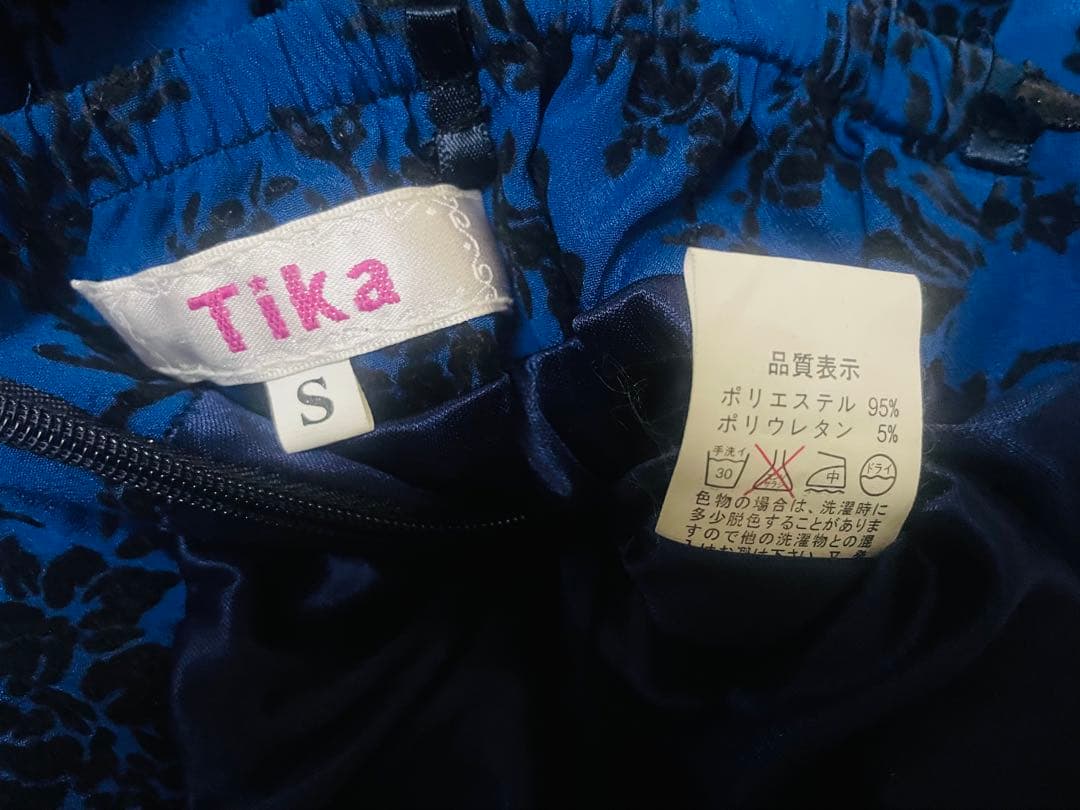 Tika
S
品質表示
ポリエステル 95%
ポリウレタン 5%
手洗イ
30
中
ドライ
色物の場合は、洗濯時に
多少脱色することがありま
すので他の洗濯物との混